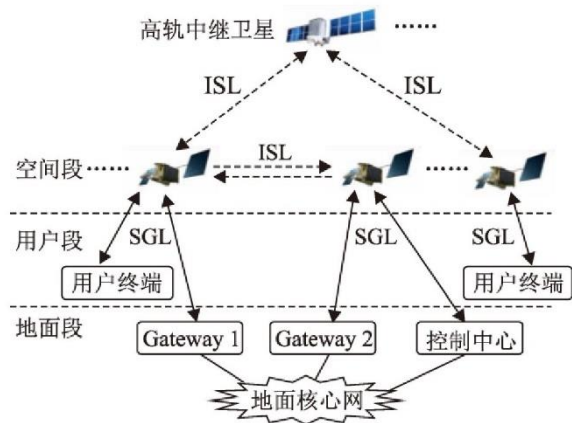 高轨中继卫星 ······
ISL ISL
空间段 ······ ISL ······
用户段 SGL SGL SGL
用户终端 用户终端
地面段
Gateway 1 Gateway 2 控制中心
地面核心网